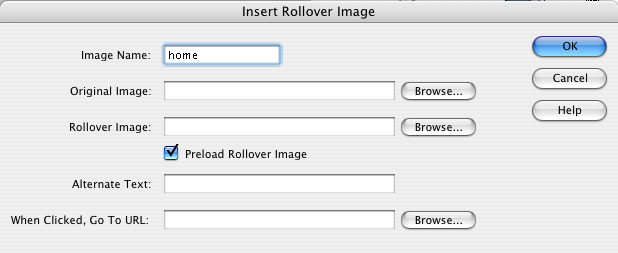 Insert Rollover Image
Image Name: home
OK
Original Image: Browse...
Cancel
Rollover Image: Browse...
Help
Preload Rollover Image
Alternate Text:
When Clicked, Go To URL: Browse...